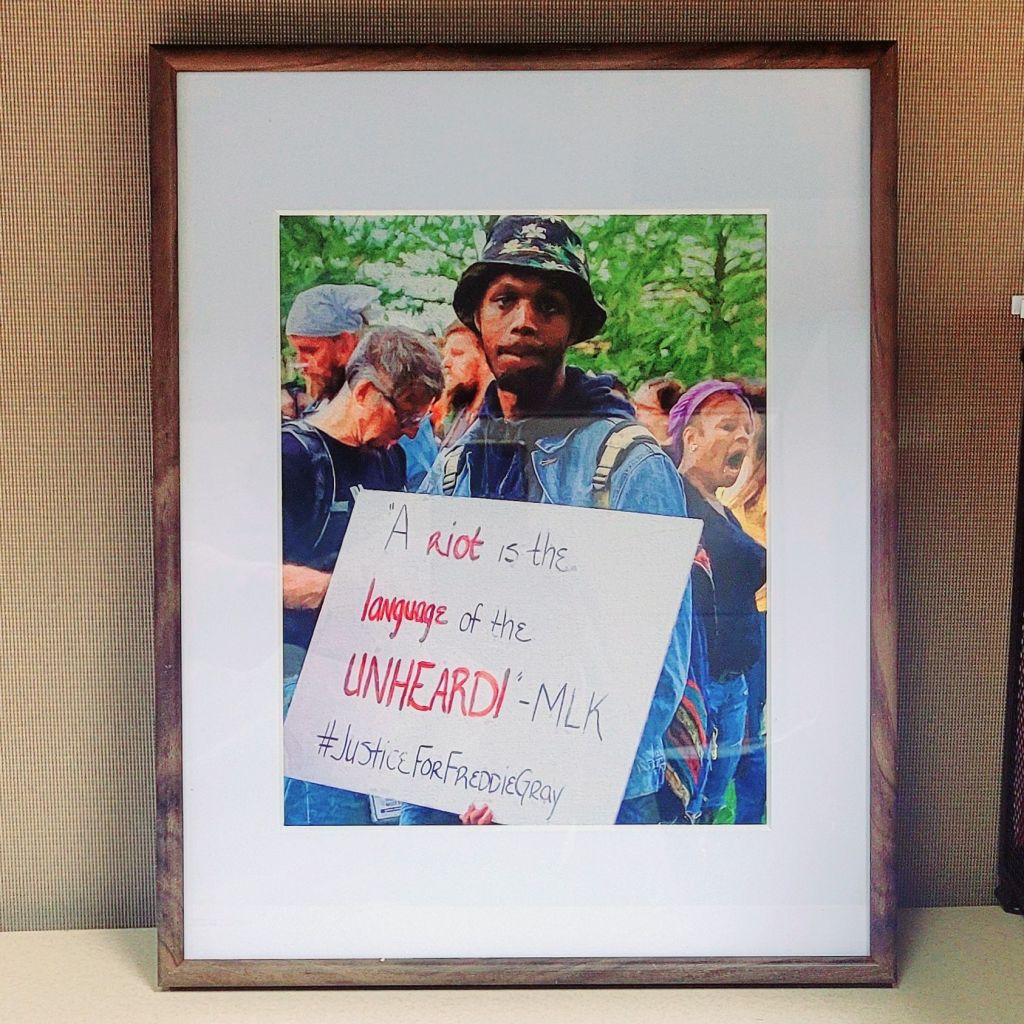 "A RIOT IS the
language of the
UNHEARD!"-MLK
#JusticeForFreddieGray